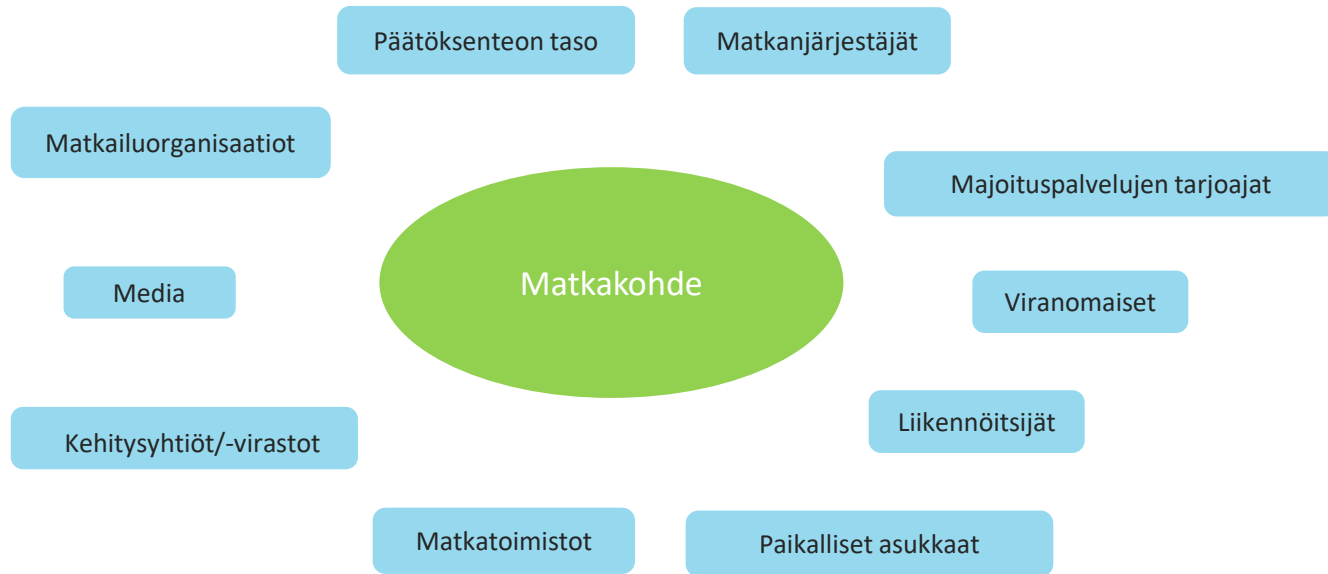 Päätöksenteon taso
Matkanjärjestäjät
Matkailuorganisaatiot
Majoituspalvelujen tarjoajat
Matkakohde
Media
Viranomaiset
Liikennöitsijät
Kehitysyhtiöt/-virastot
Matkatoimistot
Paikalliset asukkaat